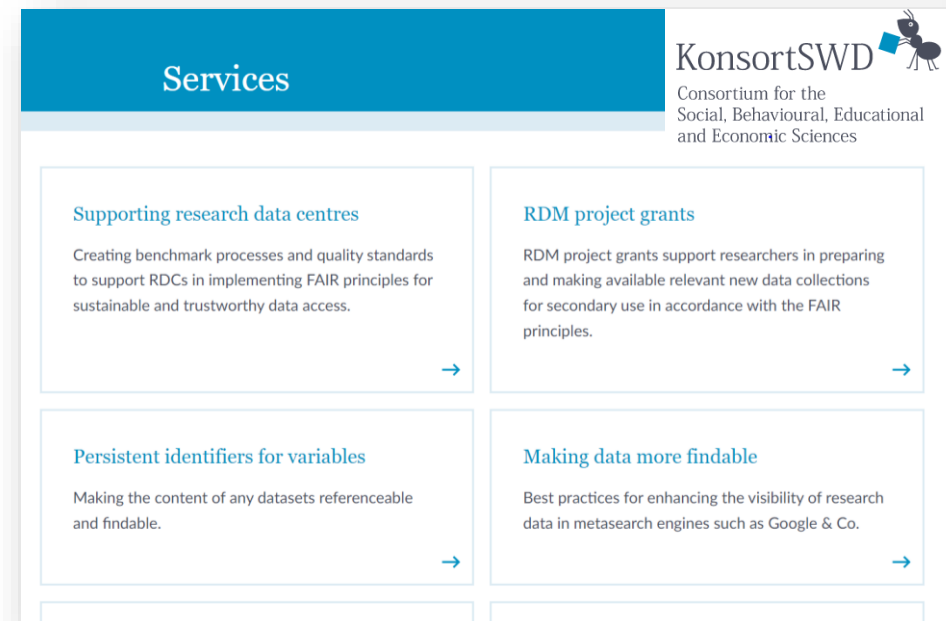 Services
KonsortSWD
Consortium for the
Social, Behavioural, Educational
and Economic Sciences
Supporting research data centres
Creating benchmark processes and quality standards
to support RDCs in implementing FAIR principles for
sustainable and trustworthy data access.
→
RDM project grants
RDM project grants support researchers in preparing
and making available relevant new data collections
for secondary use in accordance with the FAIR
principles.
→
Persistent identifiers for variables
Making the content of any datasets referenceable
and findable.
→
Making data more findable
Best practices for enhancing the visibility of research
data in metasearch engines such as Google & Co.
→